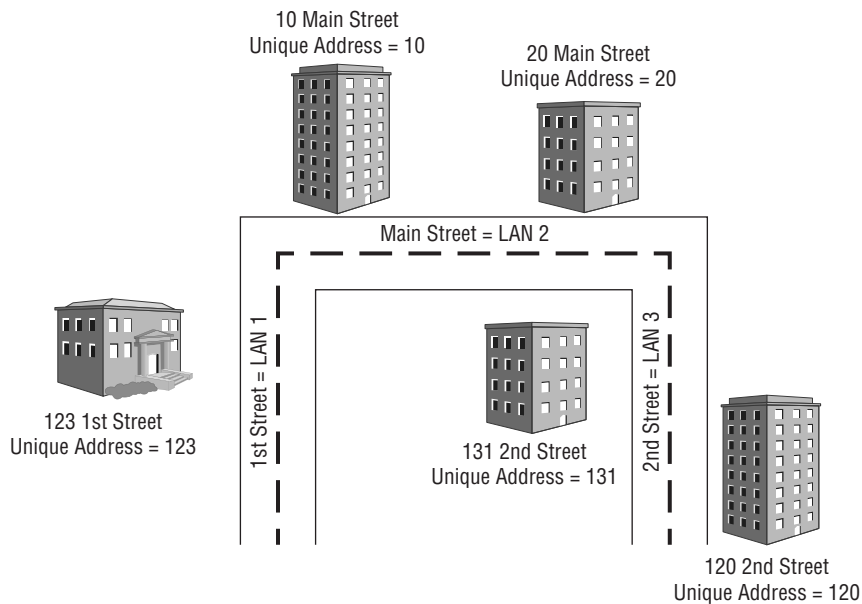 10 Main Street
Unique Address = 10
20 Main Street
Unique Address = 20
Main Street = LAN 2
1st Street = LAN 1
2nd Street = LAN 3
123 1st Street
Unique Address = 123
131 2nd Street
Unique Address = 131
120 2nd Street
Unique Address = 120